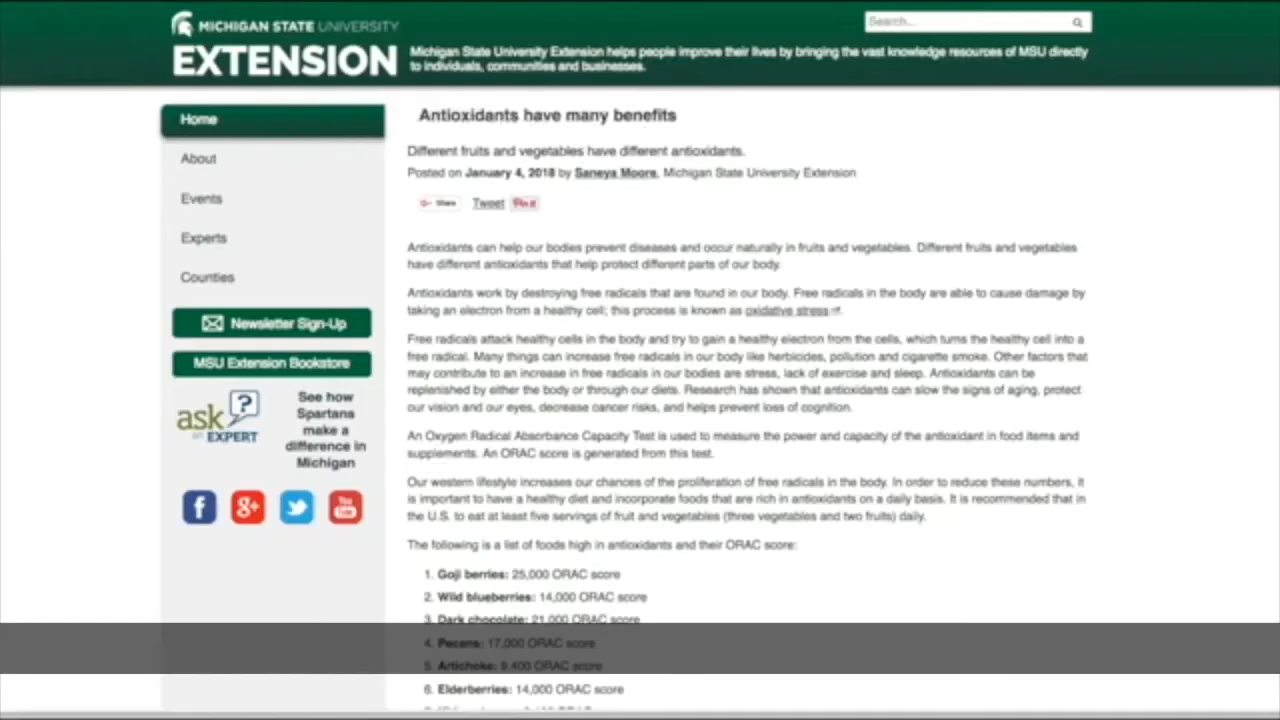 MICHIGAN STATE UNIVERSITY
EXTENSION
Search...
Michigan State University Extension helps people improve their lives by bringing the vast knowledge resources of MSU directly
to individuals, communities and businesses.
Home
About
Events
Experts
Counties
Newsletter Sign-Up
MSU Extension Bookstore
ask
an EXPERT
?
See how
Spartans
make a
difference in
Michigan
f
g+
You
Tube
Antioxidants have many benefits
Different fruits and vegetables have different antioxidants.
Posted on January 4, 2018 by Saneya Moore, Michigan State University Extension
G+ Share Tweet Pin it
Antioxidants can help our bodies prevent diseases and occur naturally in fruits and vegetables. Different fruits and vegetables
have different antioxidants that help protect different parts of our body.
Antioxidants work by destroying free radicals that are found in our body. Free radicals in the body are able to cause damage by
taking an electron from a healthy cell; this process is known as oxidative stress.
Free radicals attack healthy cells in the body and try to gain a healthy electron from the cells, which turns the healthy cell into a
free radical. Many things can increase free radicals in our body like herbicides, pollution and cigarette smoke. Other factors that
may contribute to an increase in free radicals in our bodies are stress, lack of exercise and sleep. Antioxidants can be
replenished by either the body or through our diets. Research has shown that antioxidants can slow the signs of aging, protect
our vision and our eyes, decrease cancer risks, and helps prevent loss of cognition.
An Oxygen Radical Absorbance Capacity Test is used to measure the power and capacity of the antioxidant in food items and
supplements. An ORAC score is generated from this test.
Our western lifestyle increases our chances of the proliferation of free radicals in the body. In order to reduce these numbers, it
is important to have a healthy diet and incorporate foods that are rich in antioxidants on a daily basis. It is recommended that in
the U.S. to eat at least five servings of fruit and vegetables (three vegetables and two fruits) daily.
The following is a list of foods high in antioxidants and their ORAC score:
1. Goji berries: 25,000 ORAC score
2. Wild blueberries: 14,000 ORAC score
3. Dark chocolate: 21,000 ORAC score
4. Pecans: 17,000 ORAC score
5. Artichoke: 9,400 ORAC score
6. Elderberries: 14,000 ORAC score